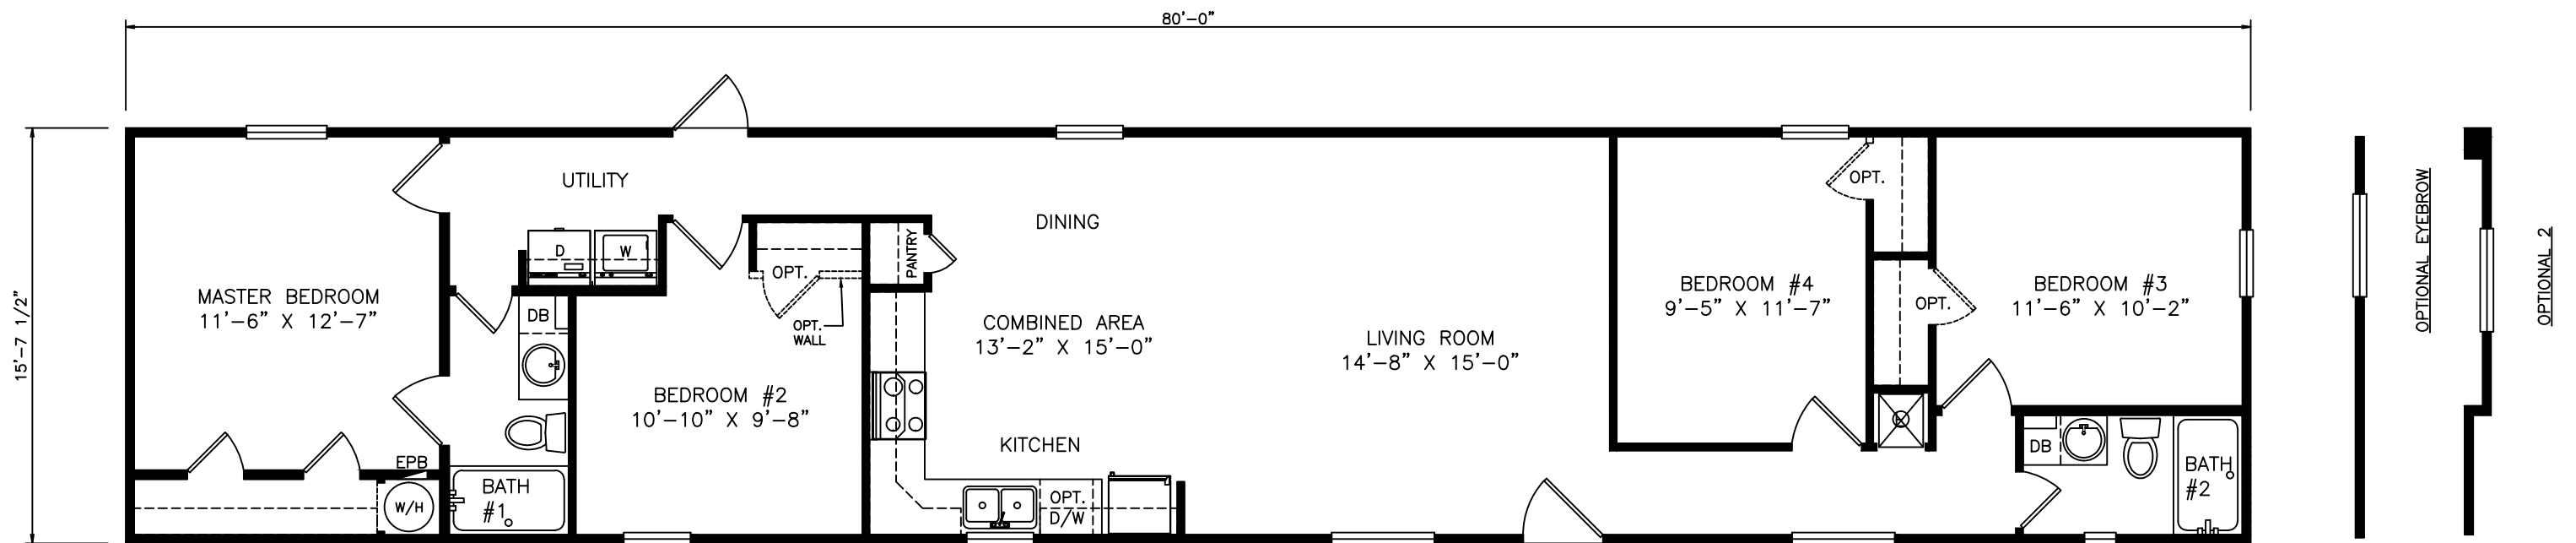 80'-0"
15'-7 1/2"
UTILITY
D
W
DINING
PANTRY
OPT.
OPT.
WALL
MASTER BEDROOM
11'-6" X 12'-7"
DB
COMBINED AREA
13'-2" X 15'-0"
LIVING ROOM
14'-8" X 15'-0"
BEDROOM #2
10'-10" X 9'-8"
KITCHEN
EPB
W/H
BATH
#1
OPT.
D/W
OPT.
BEDROOM #4
9'-5" X 11'-7"
OPT.
BEDROOM #3
11'-6" X 10'-2"
DB
BATH
#2
OPTIONAL EYEBROW
OPTIONAL 2